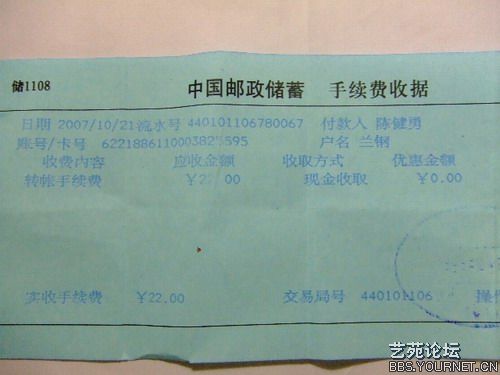 储1108 中国邮政储蓄 手续费收据
日期 2007/10/21 流水号 440101106780067 付款人 陈健勇
账号/卡号 户名 兰钢
收费内容 应收金额 收取方式 优惠金额
转帐手续费 ¥22.00 现金收取 ¥0.00
实收手续费 ¥22.00 交易局号 440101106
艺苑论坛
BBS.YOURNET.CN